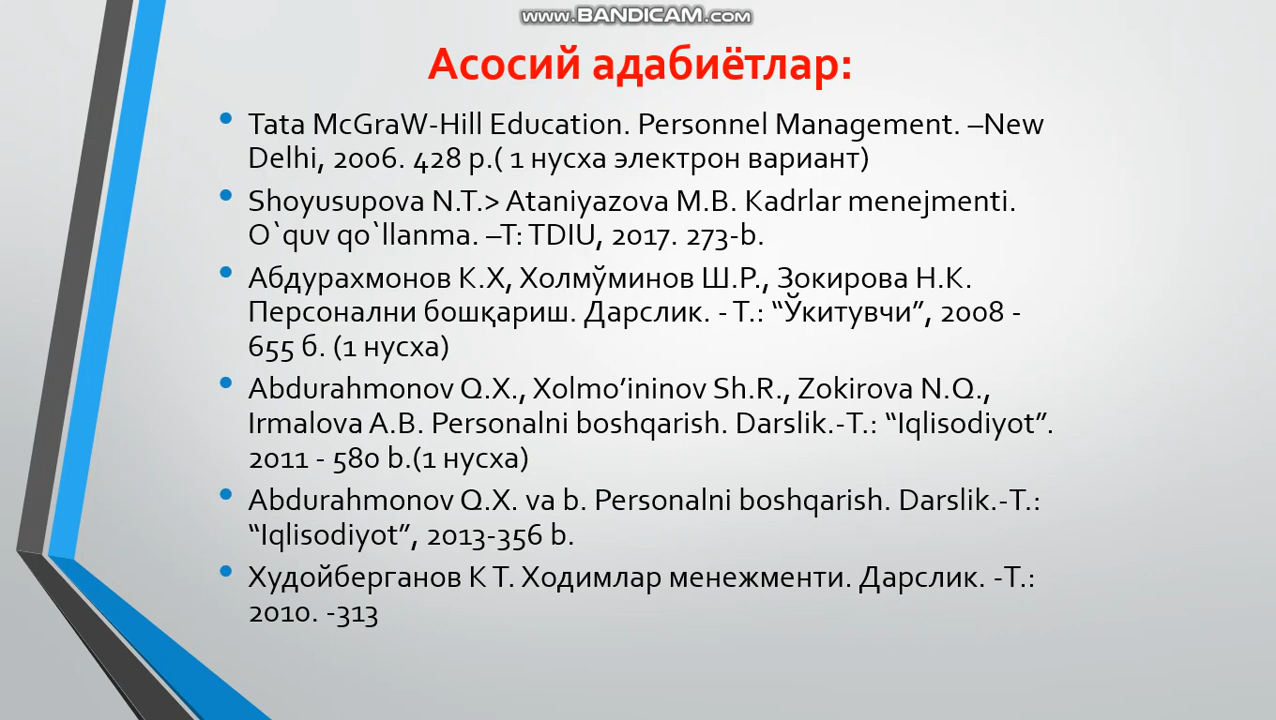 www.BANDICAM.com
Асосий адабиётлар:
• Tata McGraW-Hill Education. Personnel Management. –New
Delhi, 2006. 428 p.( 1 нусха электрон вариант)
• Shoyusupova N.T.> Ataniyazova M.B. Kadrlar menejmenti.
O`quv qo`llanma. –T: TDIU, 2017. 273-b.
• Абдурахмонов К.Х, Холмўминов Ш.Р., Зокирова Н.К.
Персонални бошқариш. Дарслик. - Т.: “Ўкитувчи”, 2008 -
655 б. (1 нусха)
• Abdurahmonov Q.X., Xolmo’ininov Sh.R., Zokirova N.Q.,
Irmalova A.B. Personalni boshqarish. Darslik.-T.: “Iqlisodiyot”.
2011 - 580 b.(1 нусха)
• Abdurahmonov Q.X. va b. Personalni boshqarish. Darslik.-T.:
“Iqlisodiyot”, 2013-356 b.
• Худойберганов К Т. Ходимлар менежменти. Дарслик. -Т.:
2010. -313